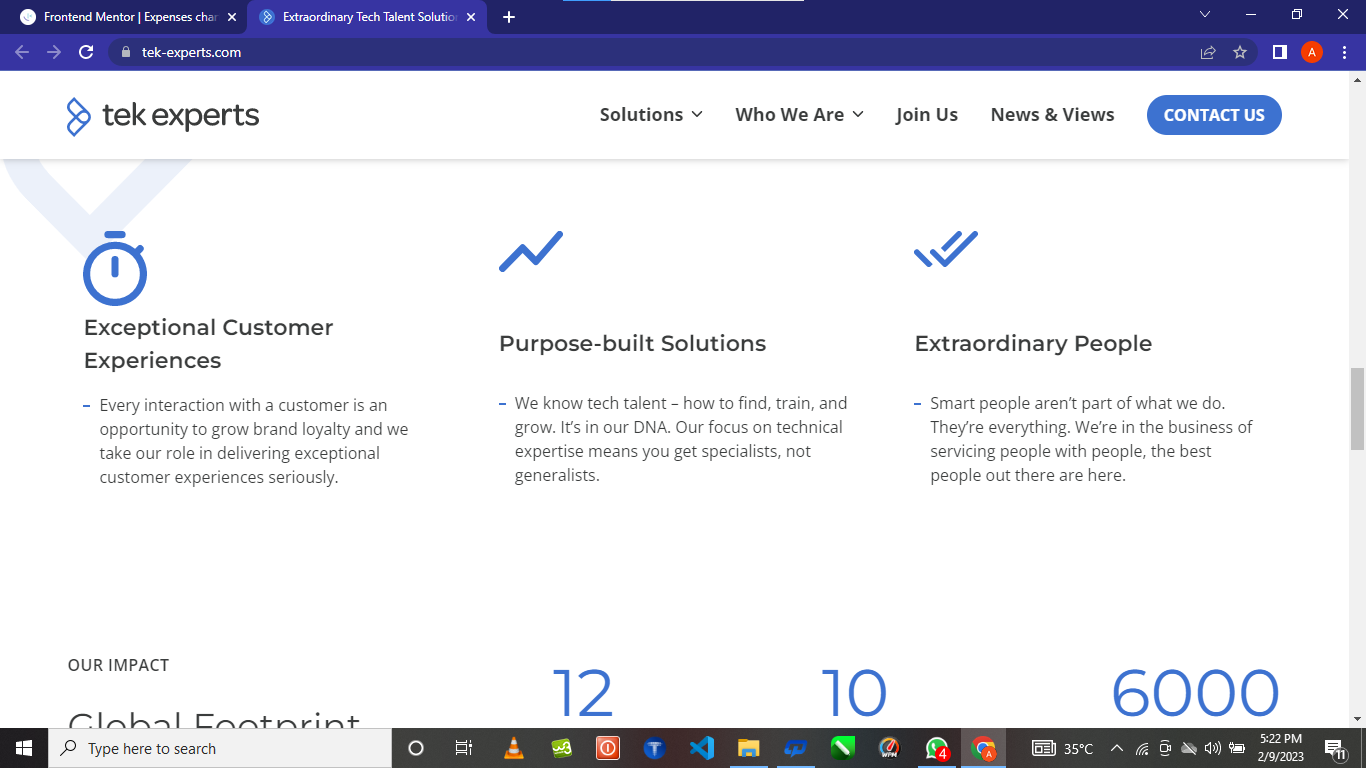 Frontend Mentor | Expenses char
Extraordinary Tech Talent Solutio
tek-experts.com
A
tek experts
Solutions
Who We Are
Join Us
News & Views
CONTACT US
Exceptional Customer
Experiences
Every interaction with a customer is an
opportunity to grow brand loyalty and we
take our role in delivering exceptional
customer experiences seriously.
Purpose-built Solutions
We know tech talent – how to find, train, and
grow. It’s in our DNA. Our focus on technical
expertise means you get specialists, not
generalists.
Extraordinary People
Smart people aren’t part of what we do.
They’re everything. We’re in the business of
servicing people with people, the best
people out there are here.
OUR IMPACT
Global Footprint
12
10
6000
Type here to search
T
WPM
4
A
35°C
5:22 PM
2/9/2023
11